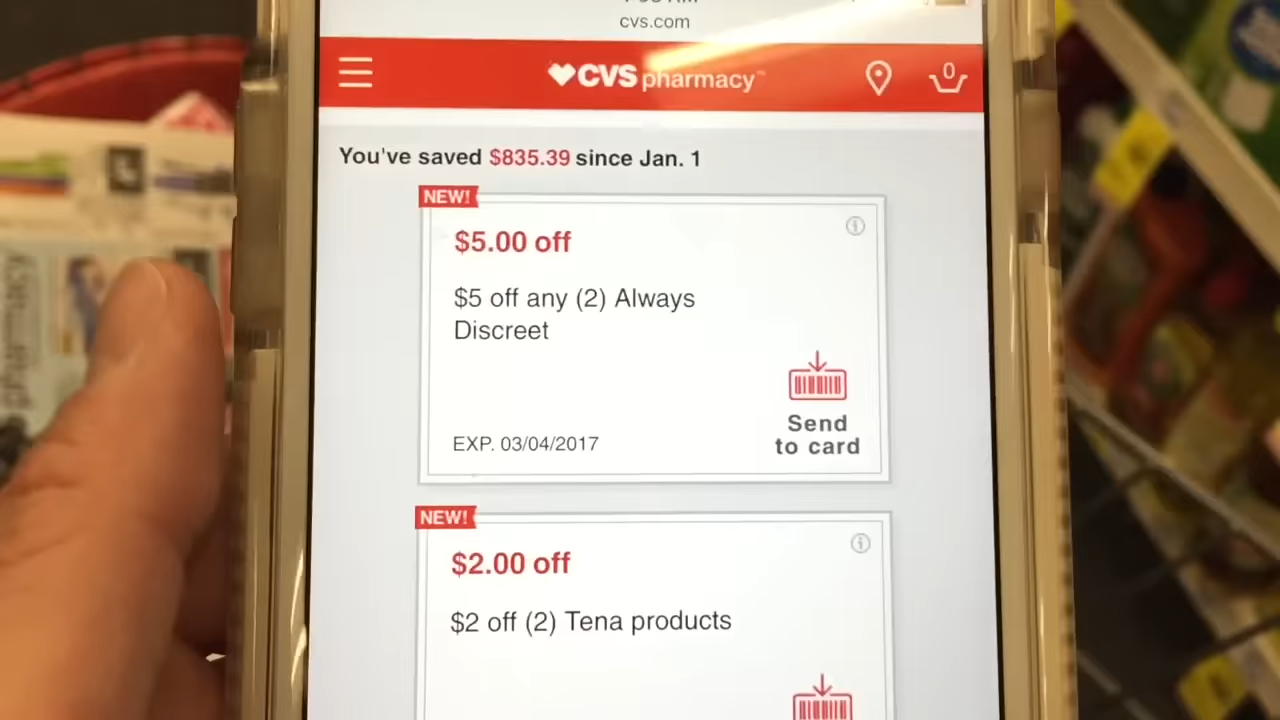 cvs.com
CVS pharmacy
0
You've saved $835.39 since Jan. 1
NEW!
$5.00 off
$5 off any (2) Always
Discreet
Send
to card
EXP. 03/04/2017
NEW!
$2.00 off
$2 off (2) Tena products
pharmacy